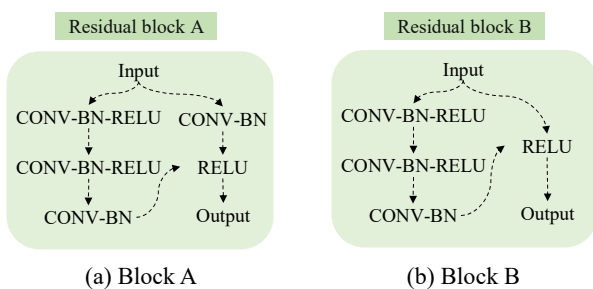 Residual block A
Input
CONV-BN-RELU
CONV-BN
CONV-BN-RELU
RELU
CONV-BN
Output
(a) Block A
Residual block B
Input
CONV-BN-RELU
RELU
CONV-BN-RELU
CONV-BN
Output
(b) Block B